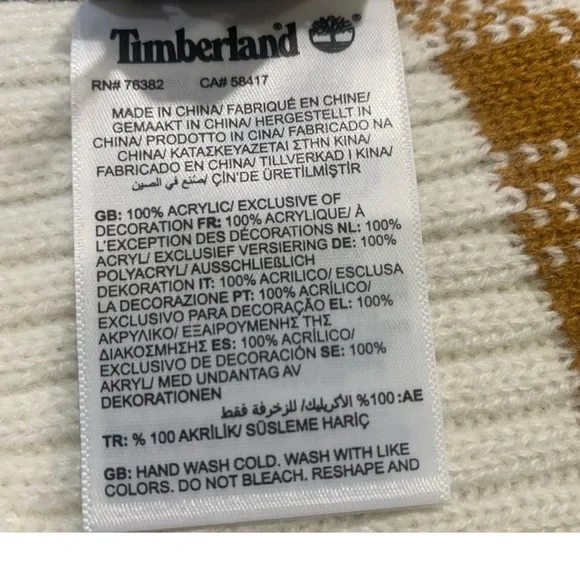 Timberland
RN# 76382 CA# 58417
MADE IN CHINA/ FABRIQUÉ EN CHINE/
GEMAAKT IN CHINA/ HERGESTELLT IN
CHINA/ PRODOTTO IN CINA/ FABRICADO NA
CHINA/ ΚΑΤΑΣΚΕΥΑΖΕΤΑΙ ΣΤΗΝ ΚΙΝΑ/
FABRICADO EN CHINA/ TILLVERKAD I KINA/
صنع في الصين/ ÇİN'DE ÜRETİLMİŞTİR
GB: 100% ACRYLIC/ EXCLUSIVE OF
DECORATION FR: 100% ACRYLIQUE/ À
L'EXCEPTION DES DÉCORATIONS NL: 100%
ACRYL/ EXCLUSIEF VERSIERING DE: 100%
POLYACRYL/ AUSSCHLIEßLICH
DEKORATION IT: 100% ACRILICO/ ESCLUSA
LA DECORAZIONE PT: 100% ACRÍLICO/
EXCLUSIVO PARA DECORAÇÃO EL: 100%
ΑΚΡΥΛΙΚΟ/ ΕΞΑΙΡΟΥΜΕΝΗΣ ΤΗΣ
ΔΙΑΚΟΣΜΗΣΗΣ ES: 100% ACRÍLICO/
EXCLUSIVO DE DECORACIÓN SE: 100%
AKRYL/ MED UNDANTAG AV
DEKORATIONEN
AE: 100% الأكريليك/ للزخرفة فقط
TR: % 100 AKRİLİK/ SÜSLEME HARİÇ
GB: HAND WASH COLD. WASH WITH LIKE
COLORS. DO NOT BLEACH. RESHAPE AND